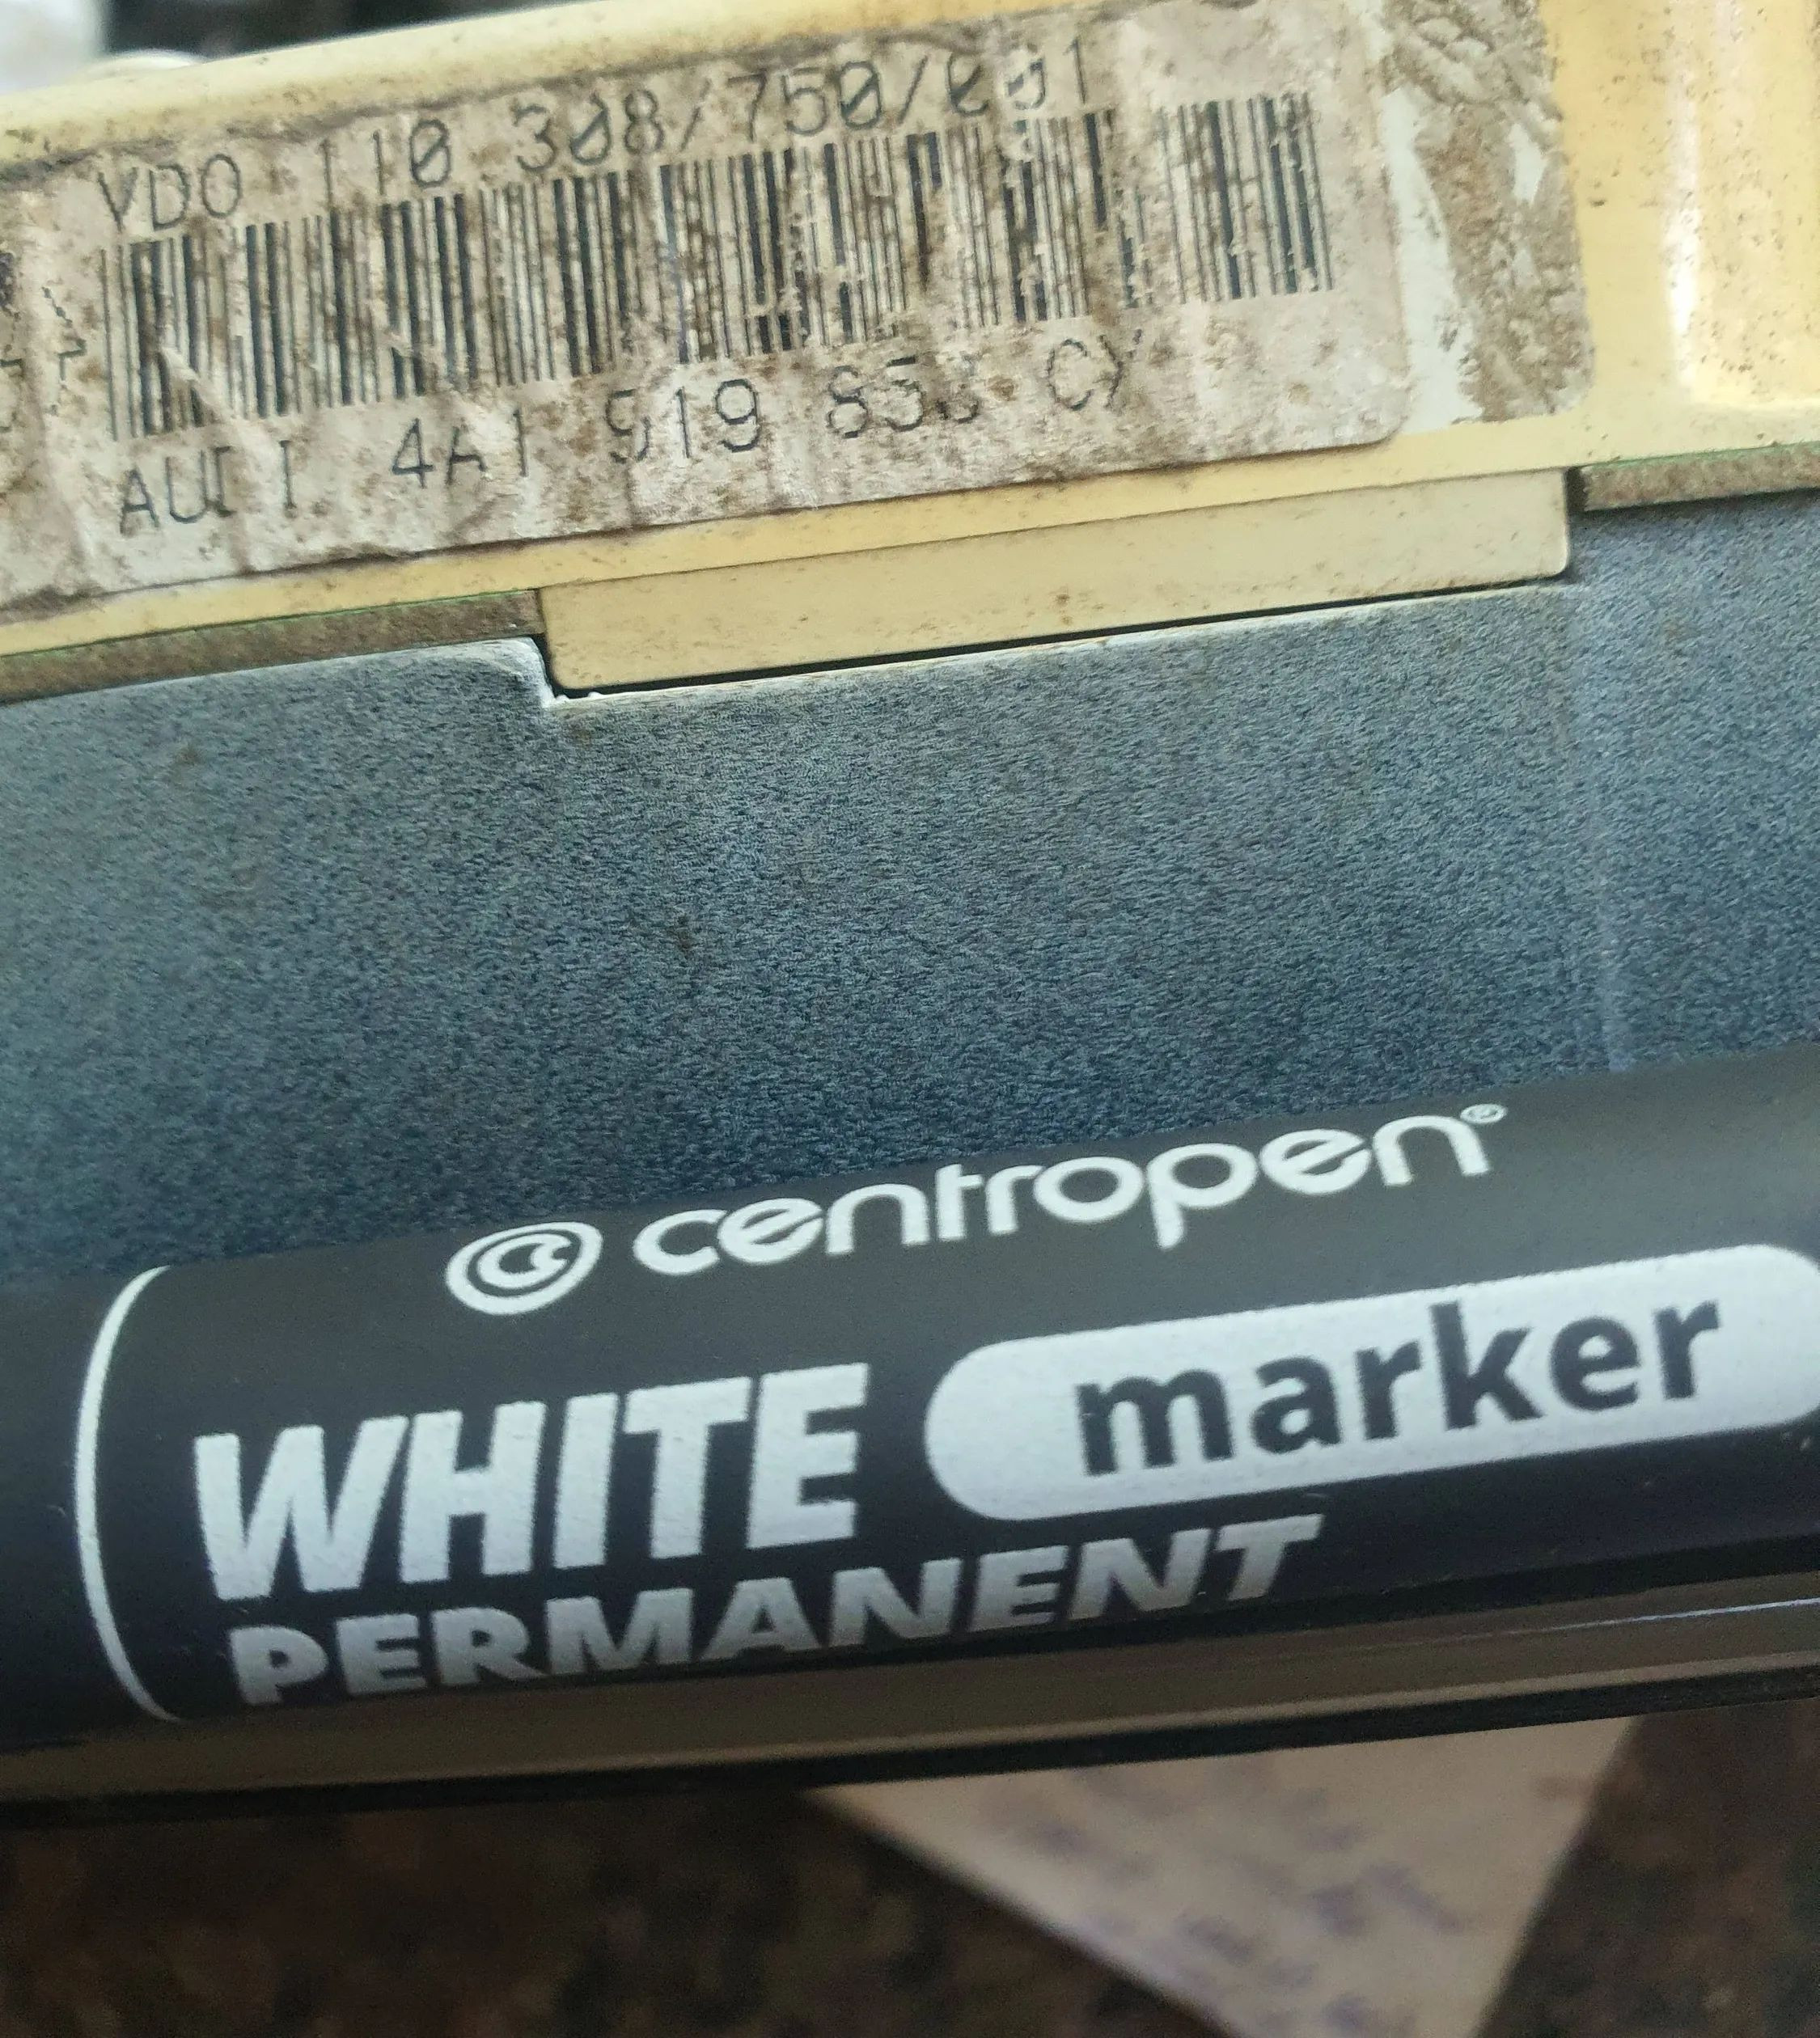 VDO 110 308/750/001
AUDI 4A1 919 853 CY
centropen®
WHITE marker
PERMANENT